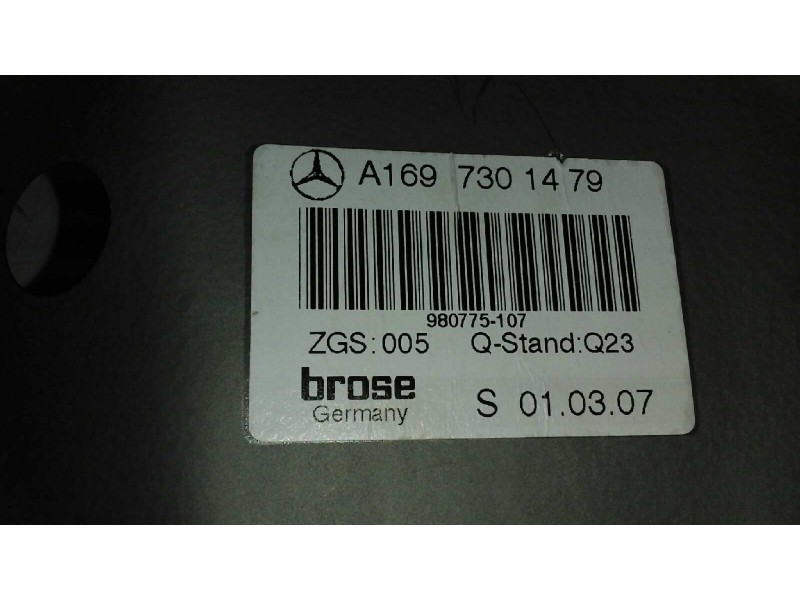 A169 730 14 79
980775-107
ZGS:005 Q-Stand:Q23
brose
Germany
S 01.03.07